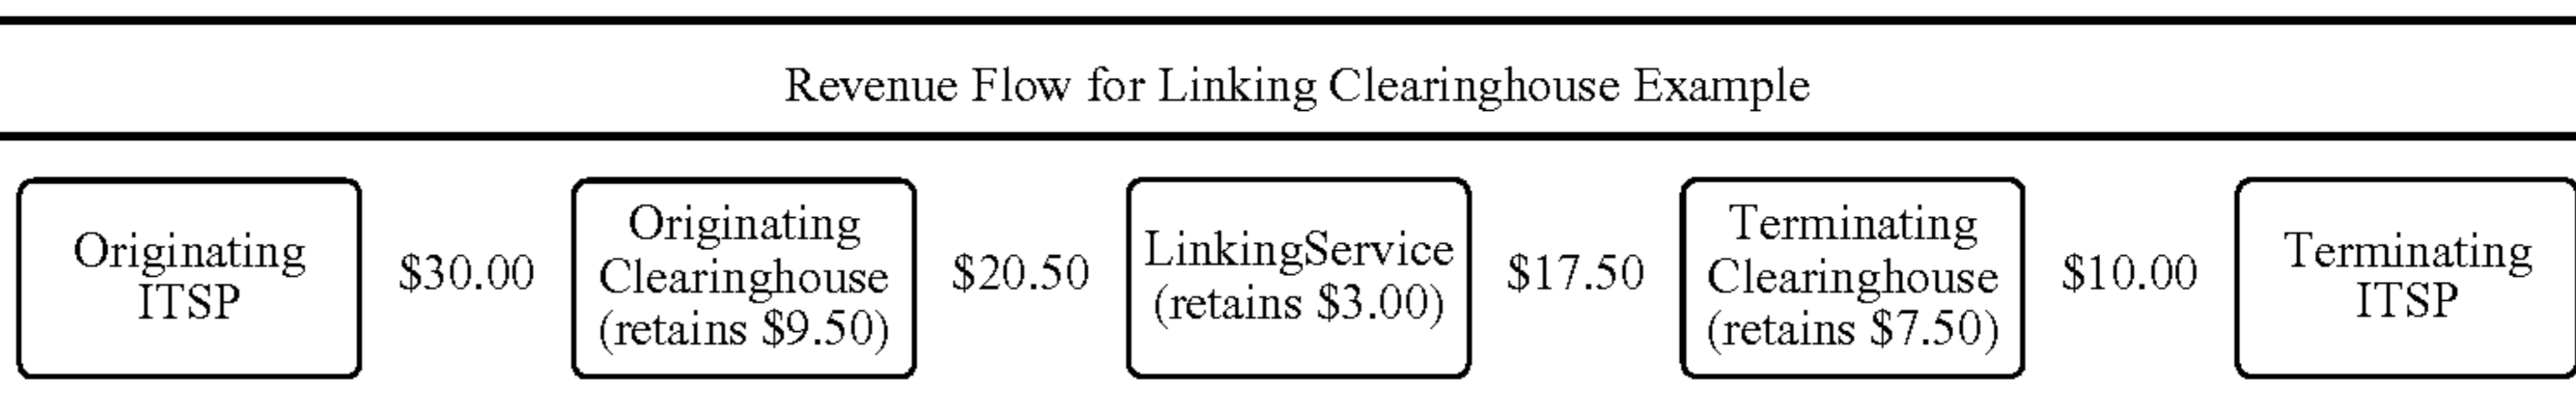 Revenue Flow for Linking Clearinghouse Example
Originating
ITSP
$30.00
Originating
Clearinghouse
(retains $9.50)
$20.50
LinkingService
(retains $3.00)
$17.50
Terminating
Clearinghouse
(retains $7.50)
$10.00
Terminating
ITSP